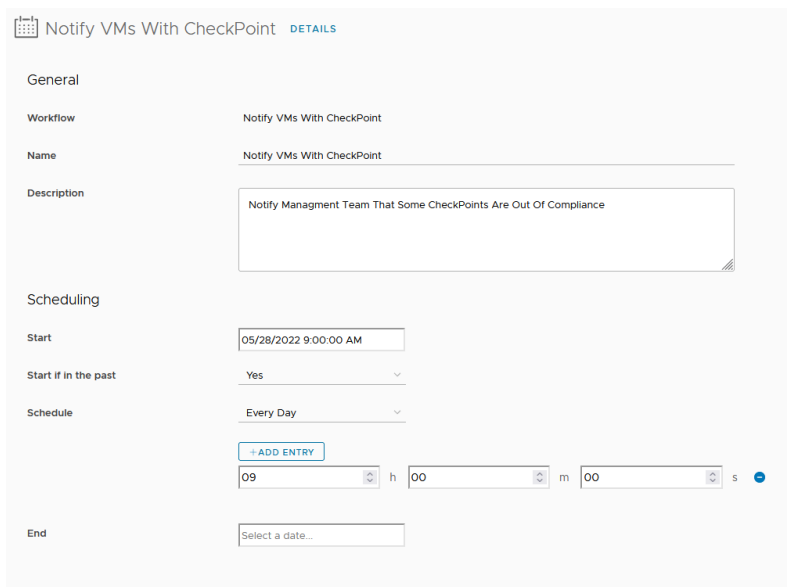 Notify VMs With CheckPoint DETAILS
General
Workflow Notify VMs With CheckPoint
Name Notify VMs With CheckPoint
Description Notify Managment Team That Some CheckPoints Are Out Of Compliance
Scheduling
Start 05/28/2022 9:00:00 AM
Start if in the past Yes
Schedule Every Day
+ADD ENTRY
09 h 00 m 00 s
End Select a date...